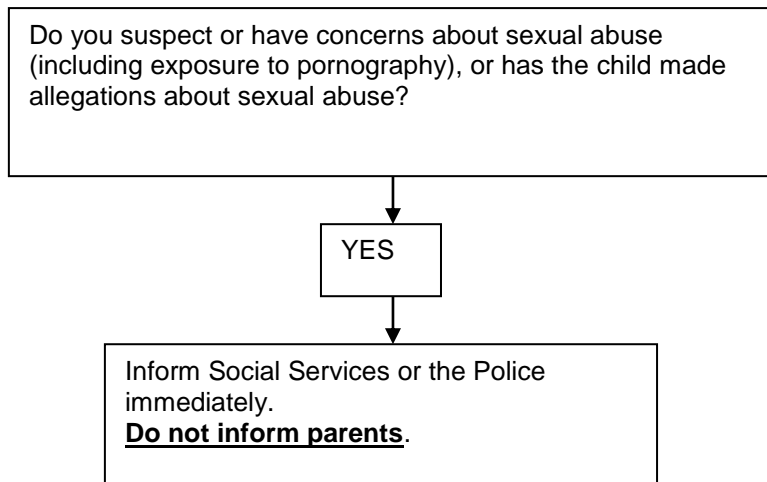 Do you suspect or have concerns about sexual abuse
(including exposure to pornography), or has the child made
allegations about sexual abuse?
YES
Inform Social Services or the Police
immediately.
Do not inform parents.